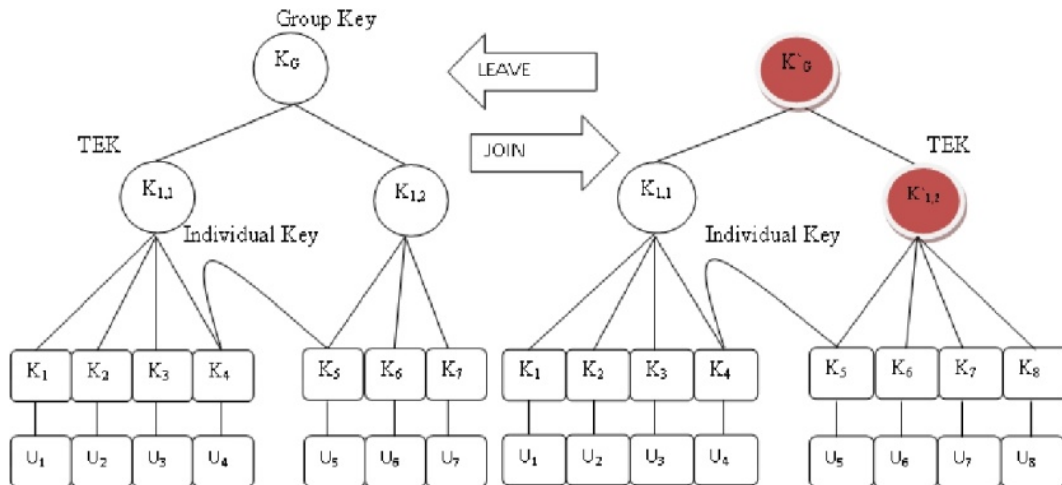 Group Key
K_G
LEAVE
K`_G
JOIN
TEK
TEK
K_1,1
K_1,2
K_1,1
K`_1,2
Individual Key
Individual Key
K_1 K_2 K_3 K_4 K_5 K_6 K_7 K_1 K_2 K_3 K_4 K_5 K_6 K_7 K_8
U_1 U_2 U_3 U_4 U_5 U_6 U_7 U_1 U_2 U_3 U_4 U_5 U_6 U_7 U_8